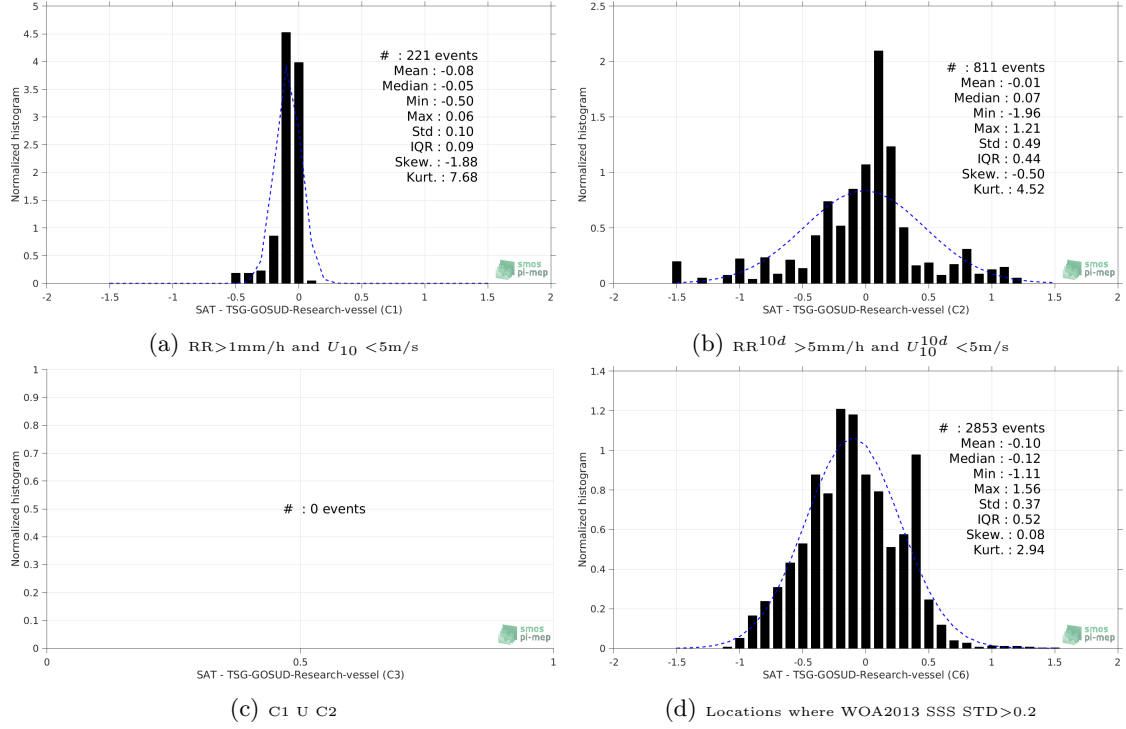 5
4.5
4
3.5
3
2.5
2
1.5
1
0.5
0
-2
-1.5
-1
-0.5
0
0.5
1
1.5
2
Normalized histogram
# : 221 events
Mean : -0.08
Median : -0.05
Min : -0.50
Max : 0.06
Std : 0.10
IQR : 0.09
Skew. : -1.88
Kurt. : 7.68
smos
pi-mep
SAT - TSG-GOSUD-Research-vessel (C1)
(a) RR>1mm/h and U10 <5m/s
2.5
2
1.5
1
0.5
0
-2
-1.5
-1
-0.5
0
0.5
1
1.5
2
Normalized histogram
# : 811 events
Mean : -0.01
Median : 0.07
Min : -1.96
Max : 1.21
Std : 0.49
IQR : 0.44
Skew. : -0.50
Kurt. : 4.52
smos
pi-mep
SAT - TSG-GOSUD-Research-vessel (C2)
(b) RR10d >5mm/h and U10d10 <5m/s
1
0.9
0.8
0.7
0.6
0.5
0.4
0.3
0.2
0.1
0
0
0.5
1
Normalized histogram
# : 0 events
smos
pi-mep
SAT - TSG-GOSUD-Research-vessel (C3)
(c) C1 U C2
1.4
1.2
1
0.8
0.6
0.4
0.2
0
-2
-1.5
-1
-0.5
0
0.5
1
1.5
2
Normalized histogram
# : 2853 events
Mean : -0.10
Median : -0.12
Min : -1.11
Max : 1.56
Std : 0.37
IQR : 0.52
Skew. : 0.08
Kurt. : 2.94
smos
pi-mep
SAT - TSG-GOSUD-Research-vessel (C6)
(d) Locations where WOA2013 SSS STD>0.2